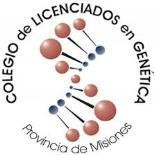 COLEGIO de LICENCIADOS en GENÉTICA
Provincia de Misiones